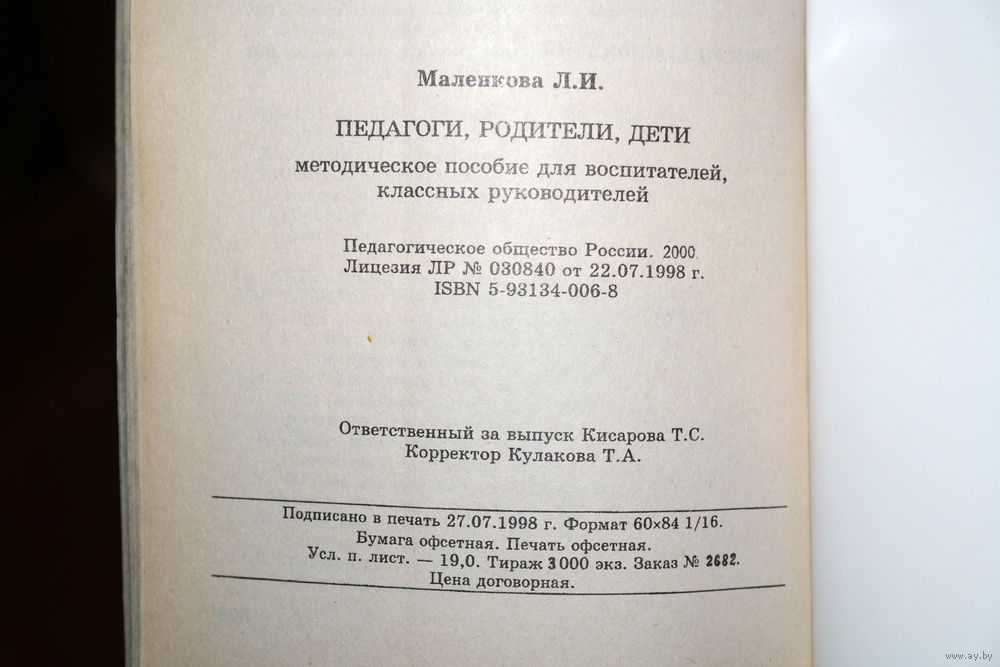 Маленкова Л.И.
ПЕДАГОГИ, РОДИТЕЛИ, ДЕТИ
методическое пособие для воспитателей,
классных руководителей
Педагогическое общество России. 2000.
Лицезия ЛР № 030840 от 22.07.1998 г.
ISBN 5-93134-006-8
Ответственный за выпуск Кисарова Т.С.
Корректор Кулакова Т.А.
Подписано в печать 27.07.1998 г. Формат 60×84 1/16.
Бумага офсетная. Печать офсетная.
Усл. п. лист. — 19,0. Тираж 3000 экз. Заказ № 2682.
Цена договорная.
www.ay.by